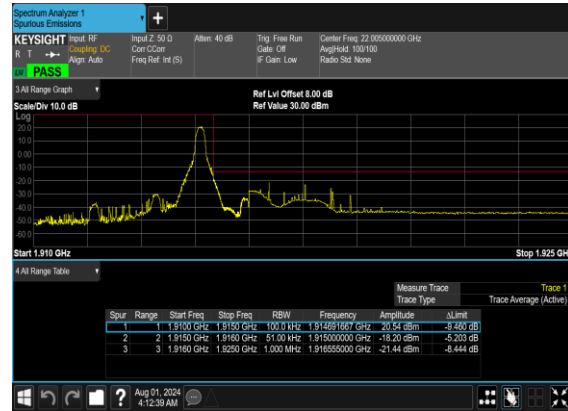 Spectrum Analyzer 1
Spurious Emissions
+
KEYSIGHT Input: RF Input Z: 50 Ω Atten: 40 dB Trig: Free Run Center Freq: 22.005000000 GHz
R T Coupling: DC Corr CCorr Gate: Off Avg|Hold: 100/100
Align: Auto Freq Ref: Int (S) IF Gain: Low Radio Std: None
PASS
3 All Range Graph
Ref Lvl Offset 8.00 dB
Scale/Div 10.0 dB Ref Value 30.00 dBm
Log
20.0
10.0
0.00
-10.0
-20.0
-30.0
-40.0
-50.0
-60.0
Start 1.910 GHz Stop 1.925 GH
4 All Range Table
Measure Trace Trace 1
Trace Type Trace Average (Active)
Spur Range Start Freq Stop Freq RBW Frequency Amplitude ΔLimit
1 1 1.9100 GHz 1.9150 GHz 100.0 kHz 1.914691667 GHz 20.54 dBm -9.460 dB
2 2 1.9150 GHz 1.9160 GHz 51.00 kHz 1.915000000 GHz -18.20 dBm -5.203 dB
3 3 1.9160 GHz 1.9250 GHz 1.000 MHz 1.916555000 GHz -21.44 dBm -8.444 dB
? Aug 01, 2024
4:12:39 AM